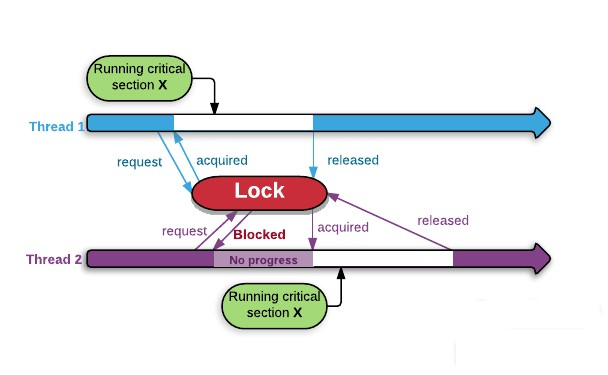 Running critical
section X
Thread 1
request
acquired
released
Lock
request
Blocked
acquired
released
Thread 2
No progress
Running critical
section X